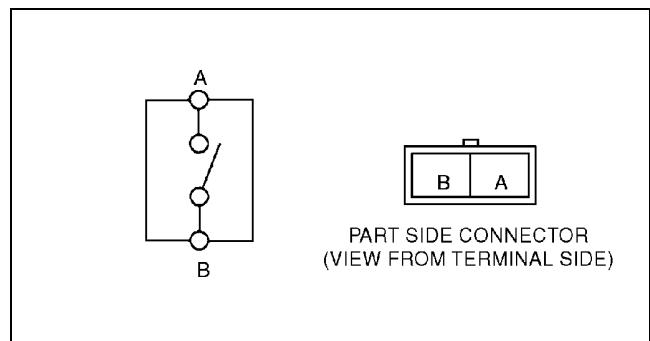 A
B
B A
PART SIDE CONNECTOR
(VIEW FROM TERMINAL SIDE)